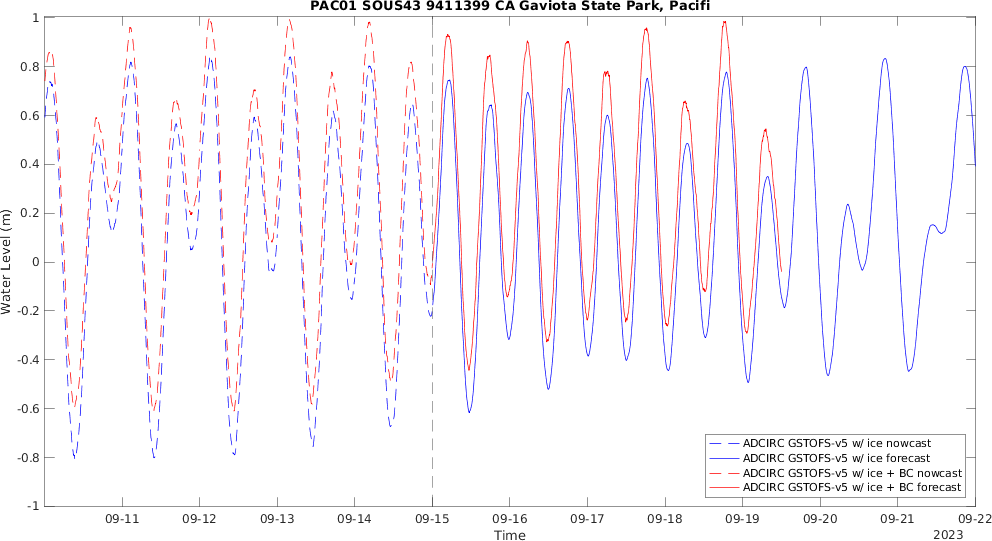 PAC01 SOUS43 9411399 CA Gaviota State Park, Pacifi
1
0.8
0.6
0.4
0.2
0
-0.2
-0.4
-0.6
-0.8
-1
Water Level (m)
ADCIRC GSTOFS-v5 w/ ice nowcast
ADCIRC GSTOFS-v5 w/ ice forecast
ADCIRC GSTOFS-v5 w/ ice + BC nowcast
ADCIRC GSTOFS-v5 w/ ice + BC forecast
09-11 09-12 09-13 09-14 09-15 09-16 09-17 09-18 09-19 09-20 09-21 09-22
Time
2023